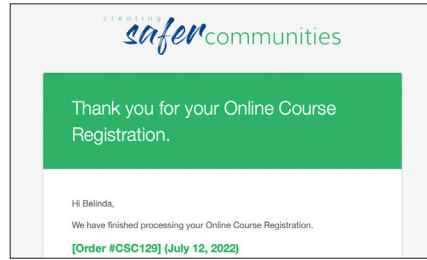 creating
safer communities
Thank you for your Online Course
Registration.
Hi Belinda,
We have finished processing your Online Course Registration.
[Order #CSC129] (July 12, 2022)